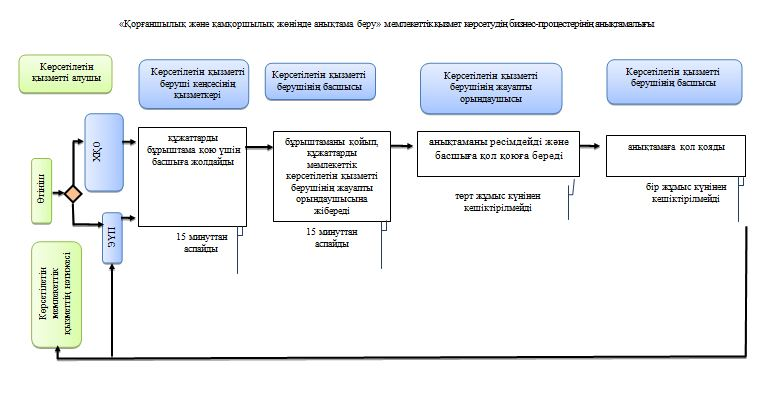 «Қорғаншылық және қамқоршылық жөнінде анықтама беру» мемлекеттік қызмет көрсетудің бизнес-процестерінің анықтамалығы
Көрсетілетін
қызметті алушы
Көрсетілетін қызметті
беруші кеңсесінің
қызметкері
Көрсетілетін қызметті
берушінің басшысы
Көрсетілетін қызметті
берушінің жауапты
орындаушысы
Көрсетілетін қызметті
берушінің басшысы
Өтініш
ХҚО
ЭҮП
құжаттарды
бұрыштама қою үшін
басшыға жолдайды
бұрыштаманы қойып,
құжаттарды
мемлекеттік
көрсетілетін қызметті
берушінің жауапты
орындаушысына
жібереді
анықтаманы ресімдейді және
басшыға қол қоюға береді
анықтамаға қол қояды
15 минуттан
аспайды
15 минуттан
аспайды
төрт жұмыс күнінен
кешіктірілмейді
бір жұмыс күнінен
кешіктірілмейді
Көрсетілетін
мемлекеттік
қызметтің нәтижесі